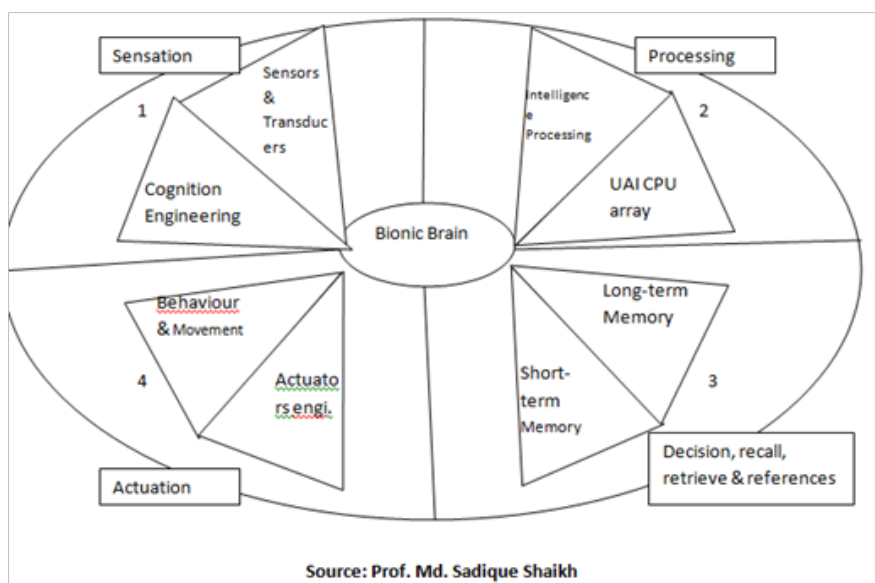 Sensation
Processing
1
Sensors
&
Transduc
ers
Intelligenc
e
Processing
2
Cognition
Engineering
UAI CPU
array
Bionic Brain
Behaviour
& Movement
Long-term
Memory
4
Actuato
rs engi.
Short-
term
Memory
3
Actuation
Decision, recall,
retrieve & references
Source: Prof. Md. Sadique Shaikh